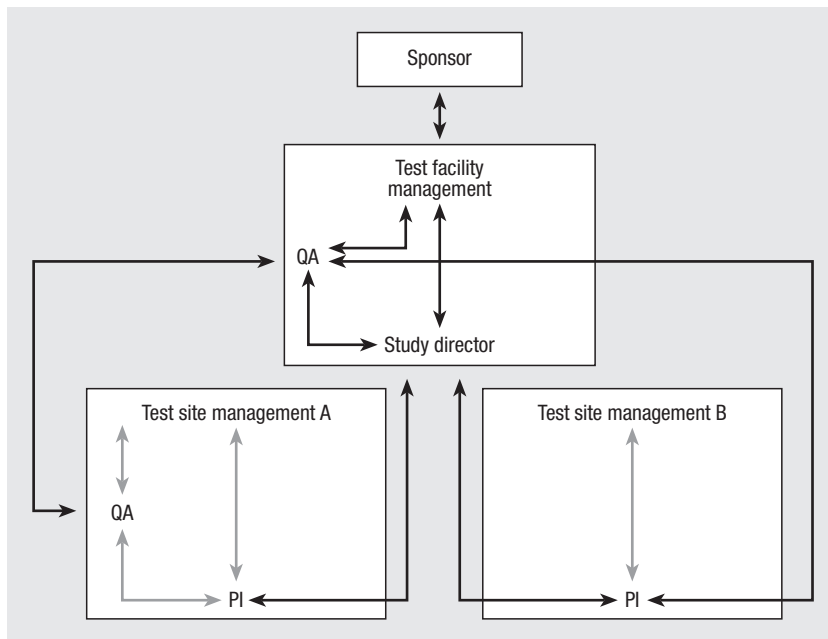 Sponsor
Test facility
management
QA
Study director
Test site management A
Test site management B
QA
PI
PI